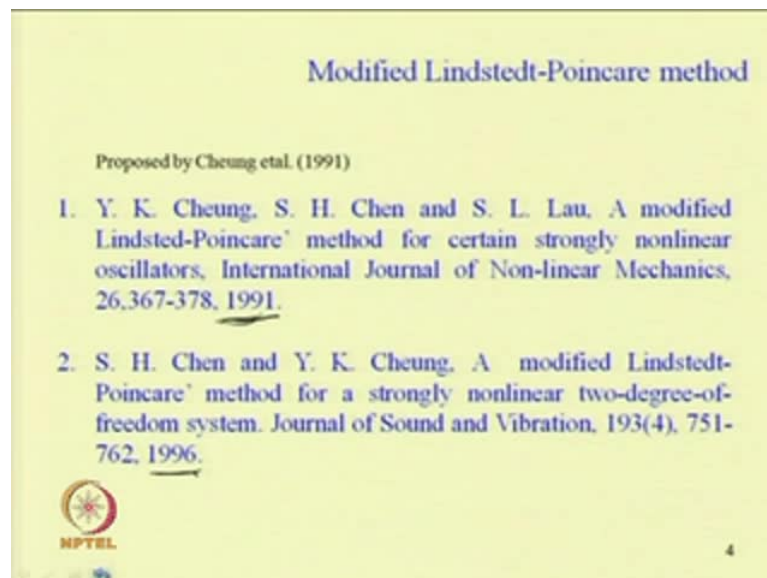 Modified Lindstedt-Poincare method
Proposed by Cheung etal. (1991)
1. Y. K. Cheung, S. H. Chen and S. L. Lau, A modified
Lindsted-Poincare` method for certain strongly nonlinear
oscillators, International Journal of Non-linear Mechanics,
26,367-378, 1991.
2. S. H. Chen and Y. K. Cheung, A modified Lindstedt-
Poincare` method for a strongly nonlinear two-degree-of-
freedom system. Journal of Sound and Vibration, 193(4), 751-
762, 1996.
NPTEL
4